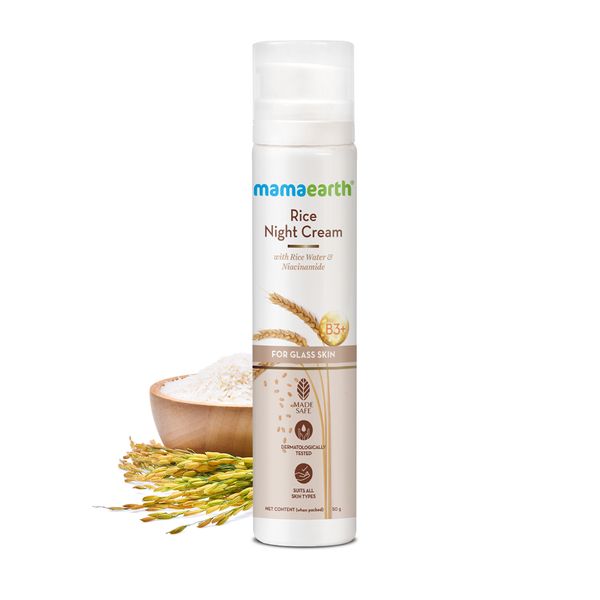 mamaearth®
Rice
Night Cream
with Rice Water &
Niacinamide
B3+
FOR GLASS SKIN
MADE
SAFE
DERMATOLOGICALLY
TESTED
SUITS ALL
SKIN TYPES
NET CONTENT (when packed) 50 g